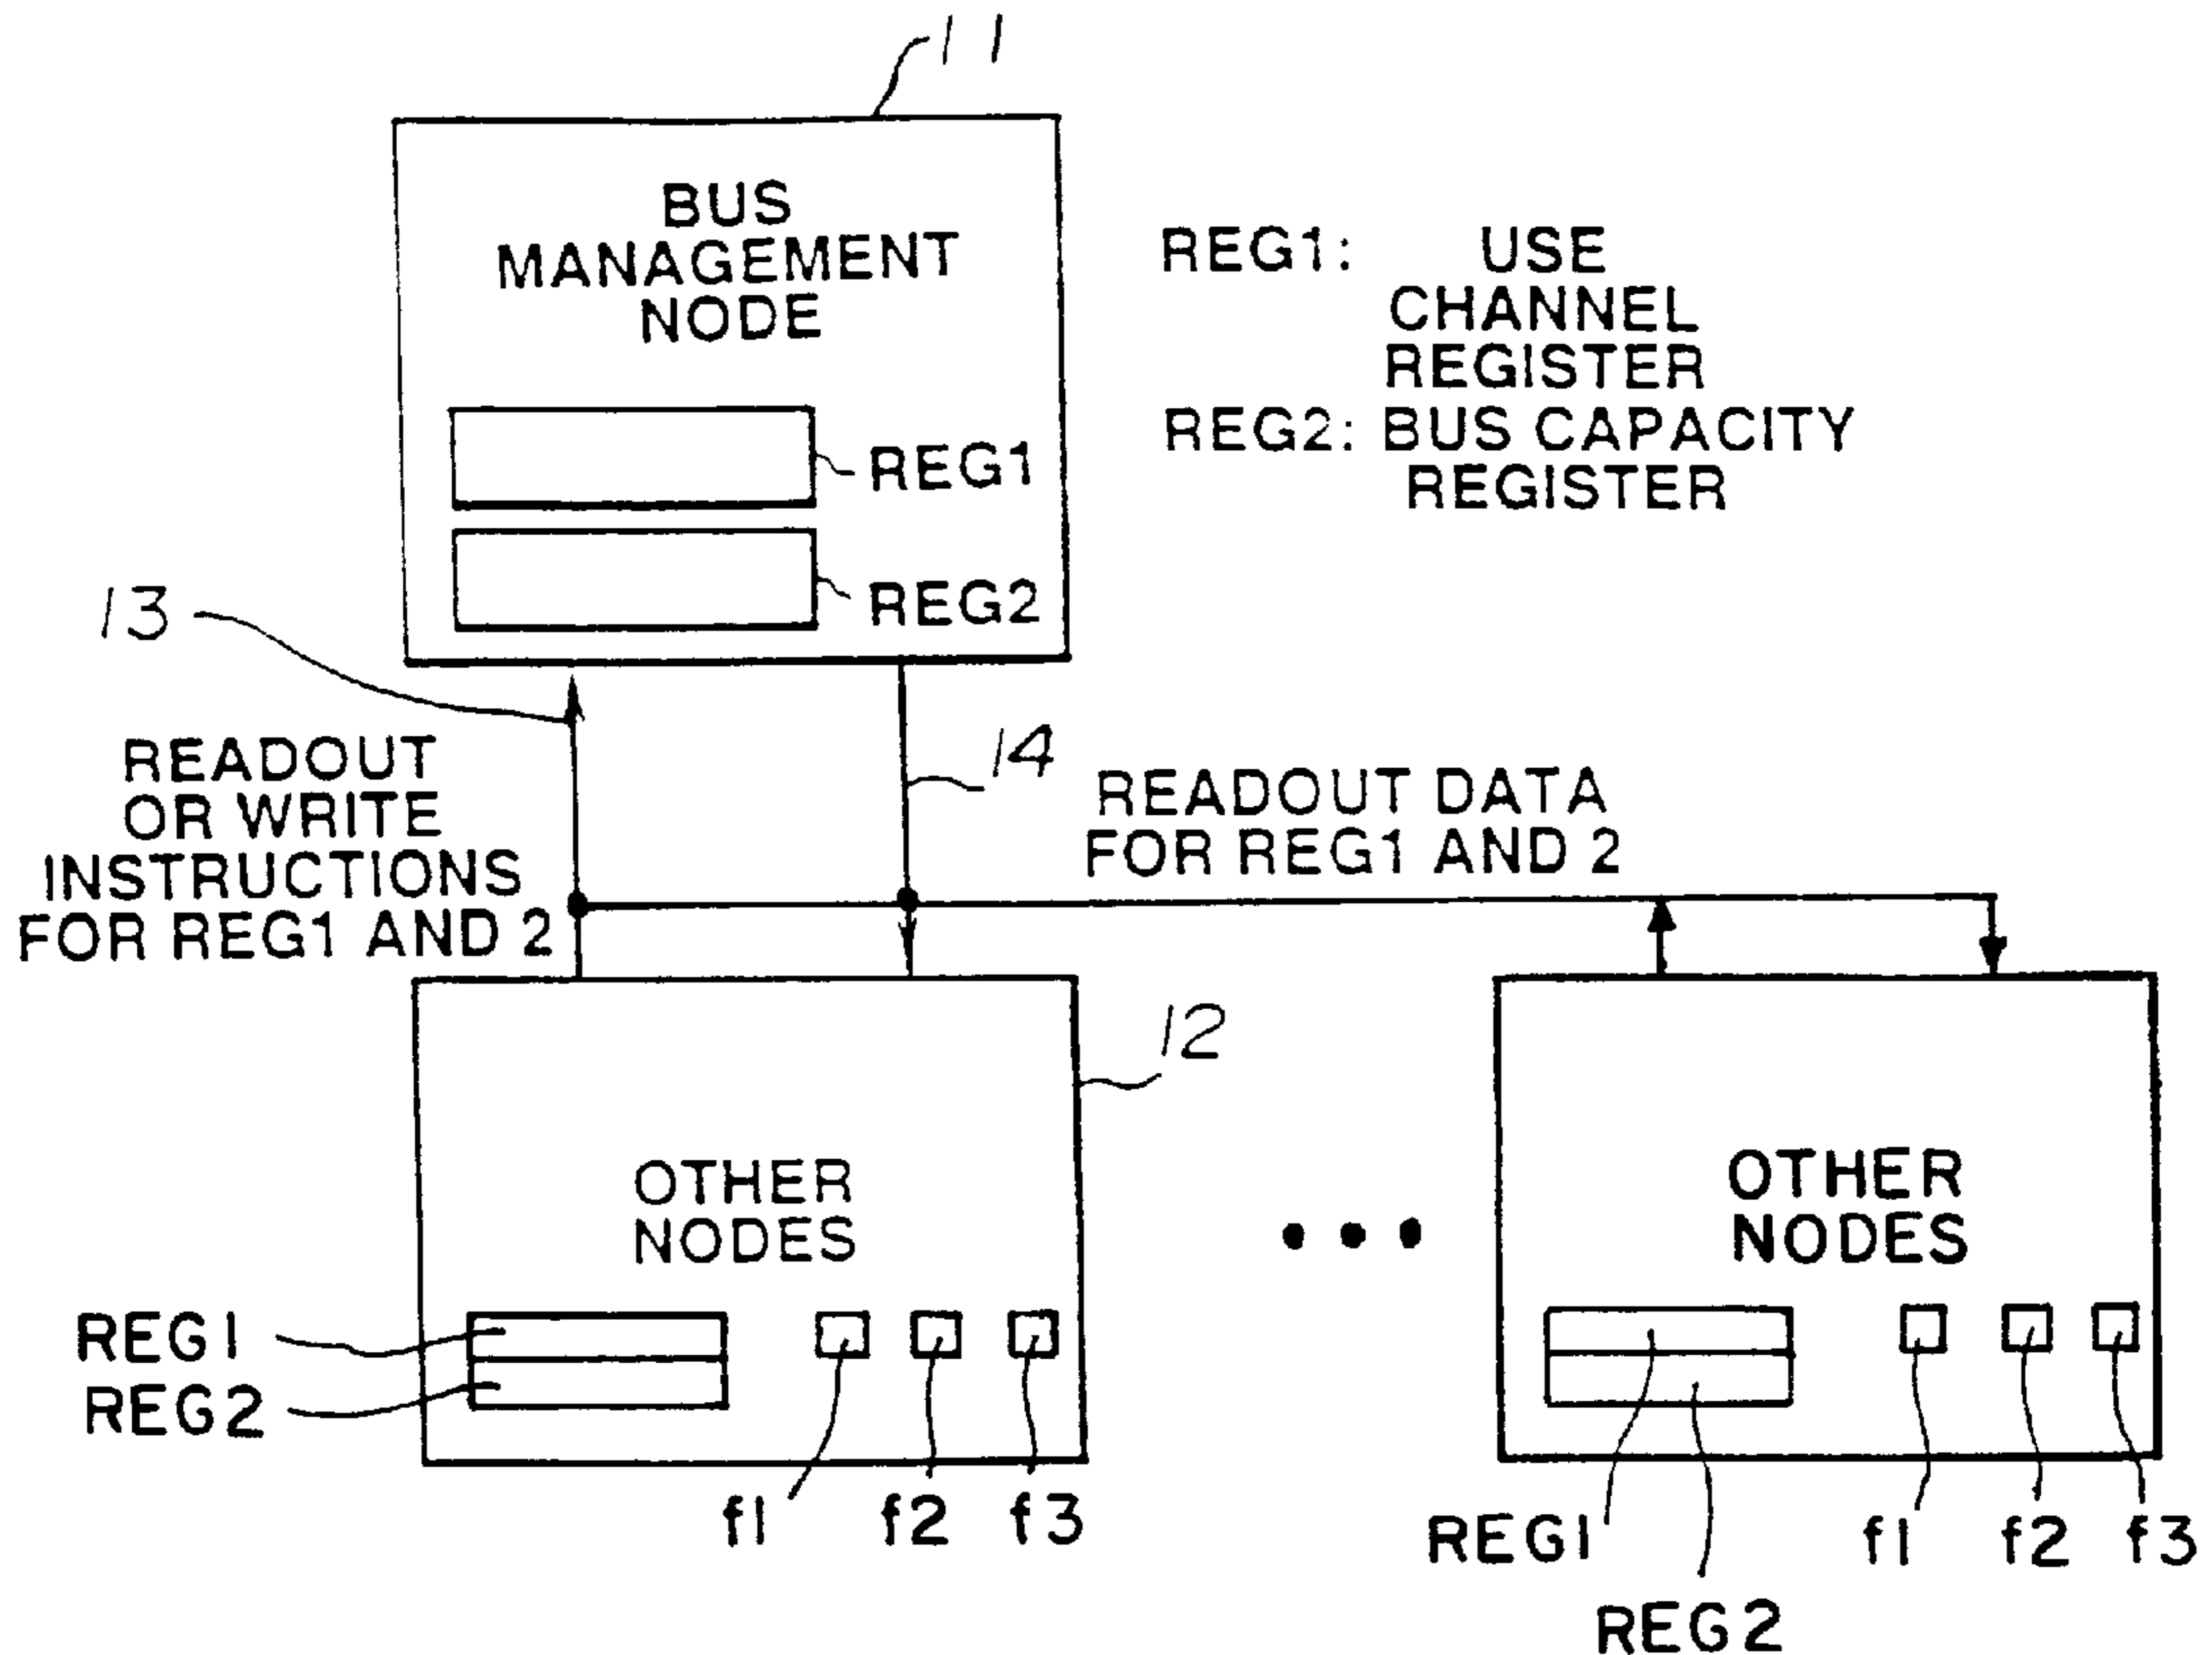 11
BUS
MANAGEMENT
NODE
REG1
REG2
REG1: USE
CHANNEL
REGISTER
REG2: BUS CAPACITY
REGISTER
13
READOUT
OR WRITE
INSTRUCTIONS
FOR REG1 AND 2
14
READOUT DATA
FOR REG1 AND 2
12
OTHER
NODES
REG1
REG2
f1 f2 f3
OTHER
NODES
REG1
REG2
f1 f2 f3